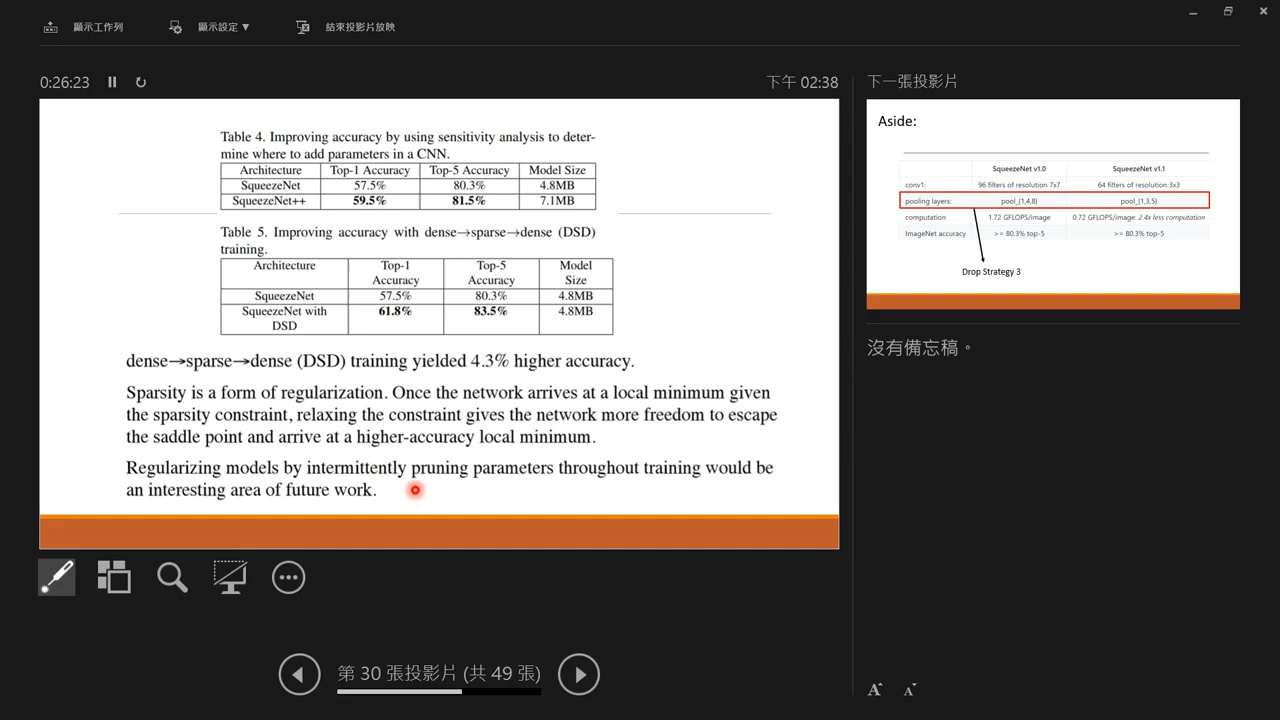 顯示工作列
顯示設定 ▼
結束投影片放映
0:26:23
下午 02:38
Table 4. Improving accuracy by using sensitivity analysis to deter-
mine where to add parameters in a CNN.
Architecture Top-1 Accuracy Top-5 Accuracy Model Size
SqueezeNet 57.5% 80.3% 4.8MB
SqueezeNet++ 59.5% 81.5% 7.1MB
Table 5. Improving accuracy with dense→sparse→dense (DSD)
training.
Architecture Top-1 Top-5 Model
Accuracy Accuracy Size
SqueezeNet 57.5% 80.3% 4.8MB
SqueezeNet with 61.8% 83.5% 4.8MB
DSD
dense→sparse→dense (DSD) training yielded 4.3% higher accuracy.
Sparsity is a form of regularization. Once the network arrives at a local minimum given
the sparsity constraint, relaxing the constraint gives the network more freedom to escape
the saddle point and arrive at a higher-accuracy local minimum.
Regularizing models by intermittently pruning parameters throughout training would be
an interesting area of future work.
第 30 張投影片 (共 49 張)
下一張投影片
Aside:
SqueezeNet v1.0 SqueezeNet v1.1
conv1: 96 filters of resolution 7x7 64 filters of resolution 3x3
pooling layers: pool_{1,4,8} pool_{1,3,5}
computation 1.72 GFLOPS/image 0.72 GFLOPS/image: 2.4x less computation
ImageNet accuracy >= 80.3% top-5 >= 80.3% top-5
Drop Strategy 3
沒有備忘稿。
A A